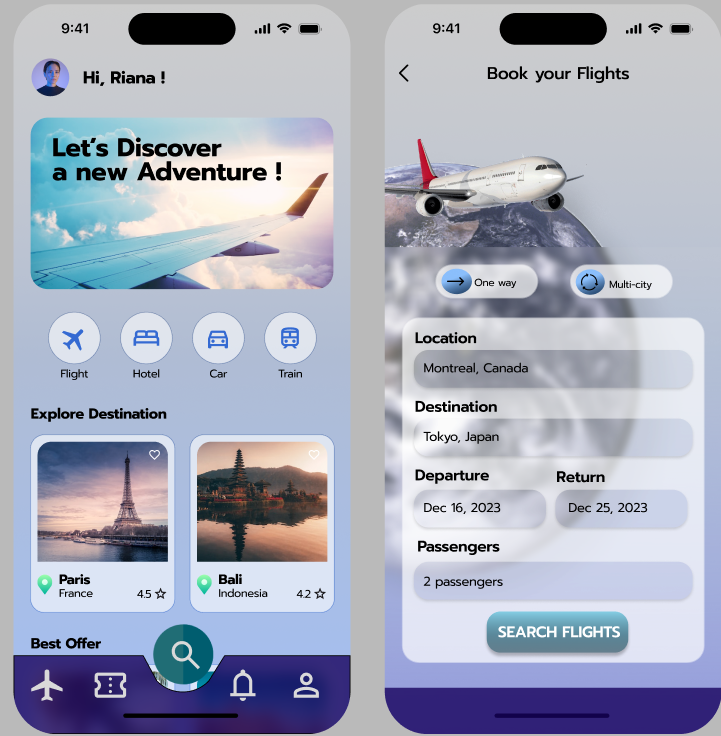 9:41
Hi, Riana !
Let's Discover
a new Adventure !
Flight Hotel Car Train
Explore Destination
Paris
France 4.5
Bali
Indonesia 4.2
Best Offer
9:41
Book your Flights
One way Multi-city
Location
Montreal, Canada
Destination
Tokyo, Japan
Departure Return
Dec 16, 2023 Dec 25, 2023
Passengers
2 passengers
SEARCH FLIGHTS